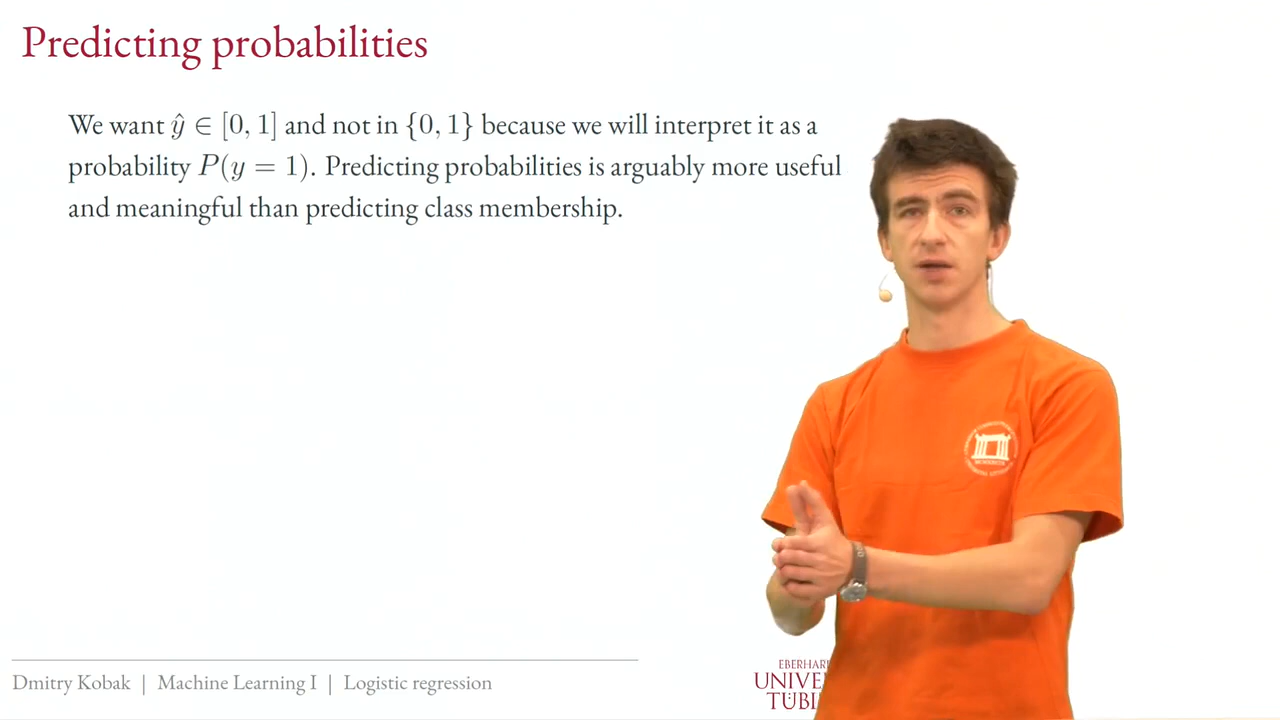 Predicting probabilities
We want ŷ ∈ [0, 1] and not in {0, 1} because we will interpret it as a
probability P(y = 1). Predicting probabilities is arguably more useful
and meaningful than predicting class membership.
Dmitry Kobak | Machine Learning I | Logistic regression